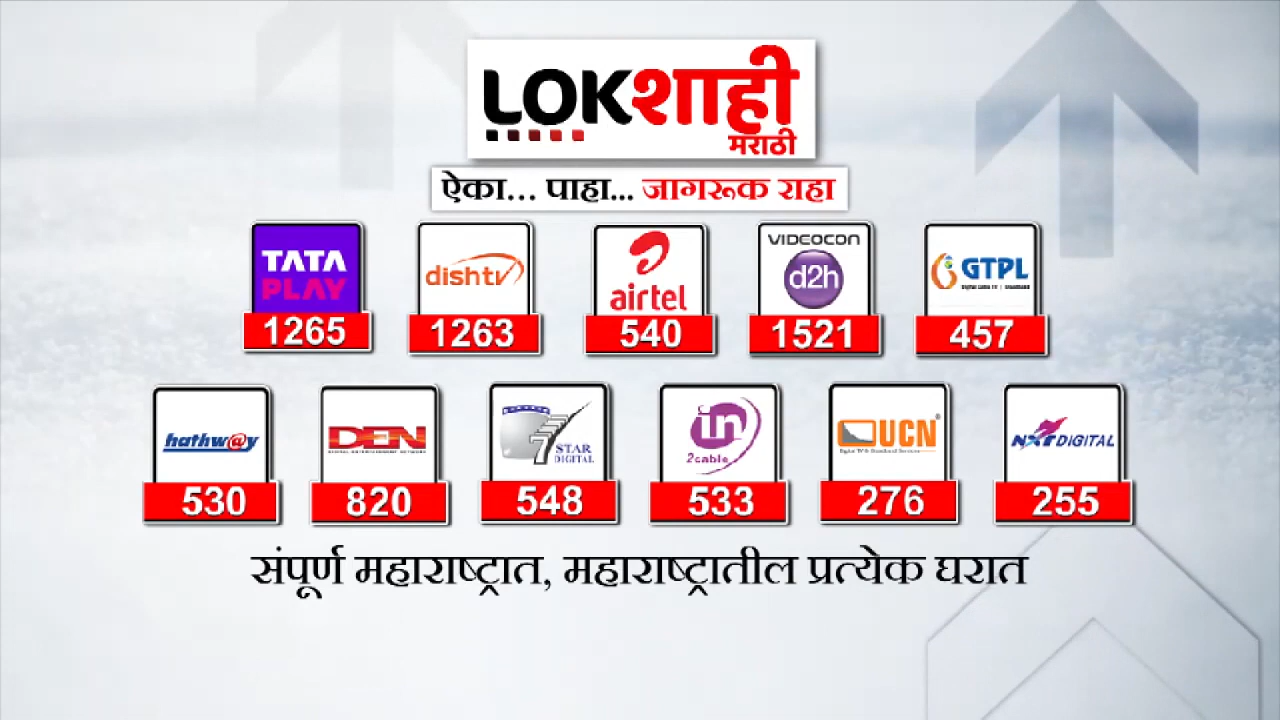 LOKशाही
मराठी
ऐका... पाहा... जागरूक राहा
TATA PLAY
dishtv
airtel
VIDEOCON d2h
GTPL
1265
1263
540
1521
457
hathw@y
DEN
7 STAR DIGITAL
in 2cable
UCN
NXT DIGITAL
530
820
548
533
276
255
संपूर्ण महाराष्ट्रात, महाराष्ट्रातील प्रत्येक घरात